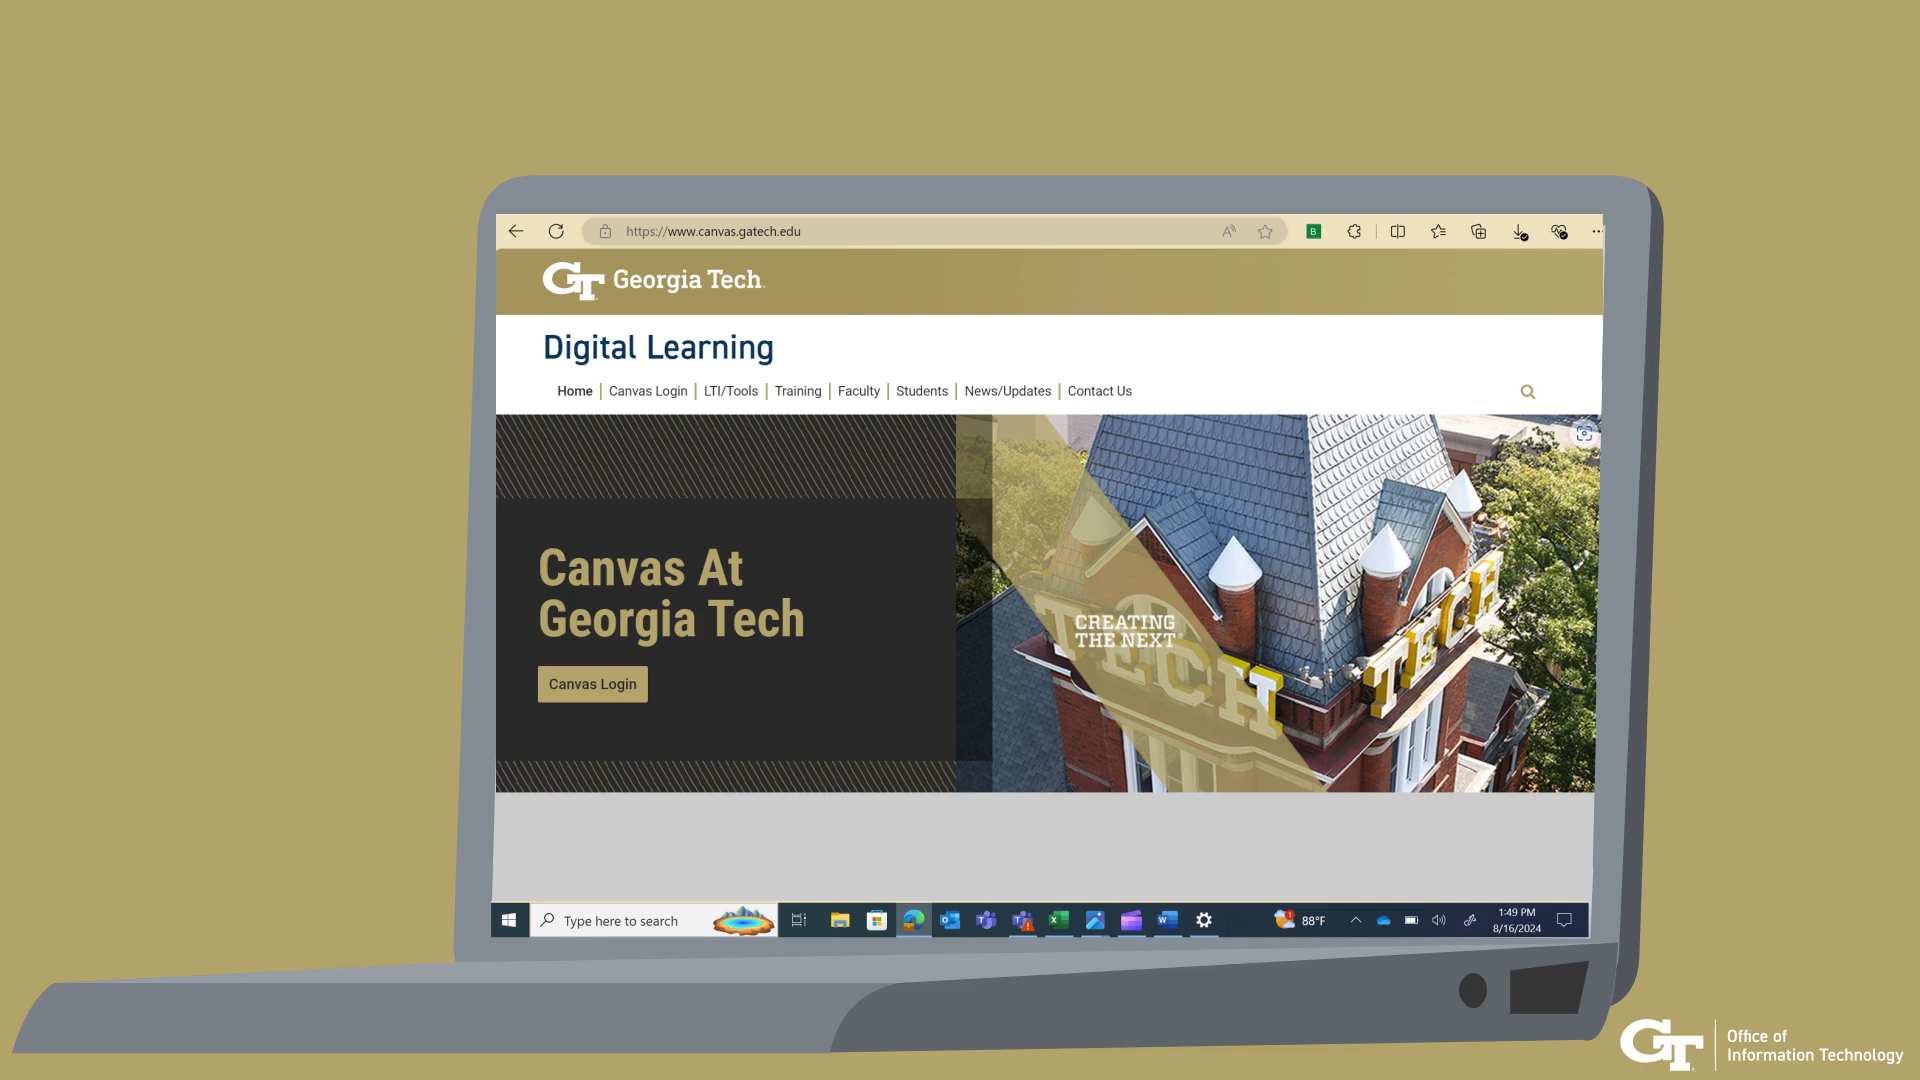 https://www.canvas.gatech.edu
GT Georgia Tech.
Digital Learning
Home | Canvas Login | LTI/Tools | Training | Faculty | Students | News/Updates | Contact Us
Canvas At
Georgia Tech
Canvas Login
CREATING
THE NEXT
TECH
TECH
Type here to search
88°F
1:49 PM
8/16/2024
GT
Office of
Information Technology